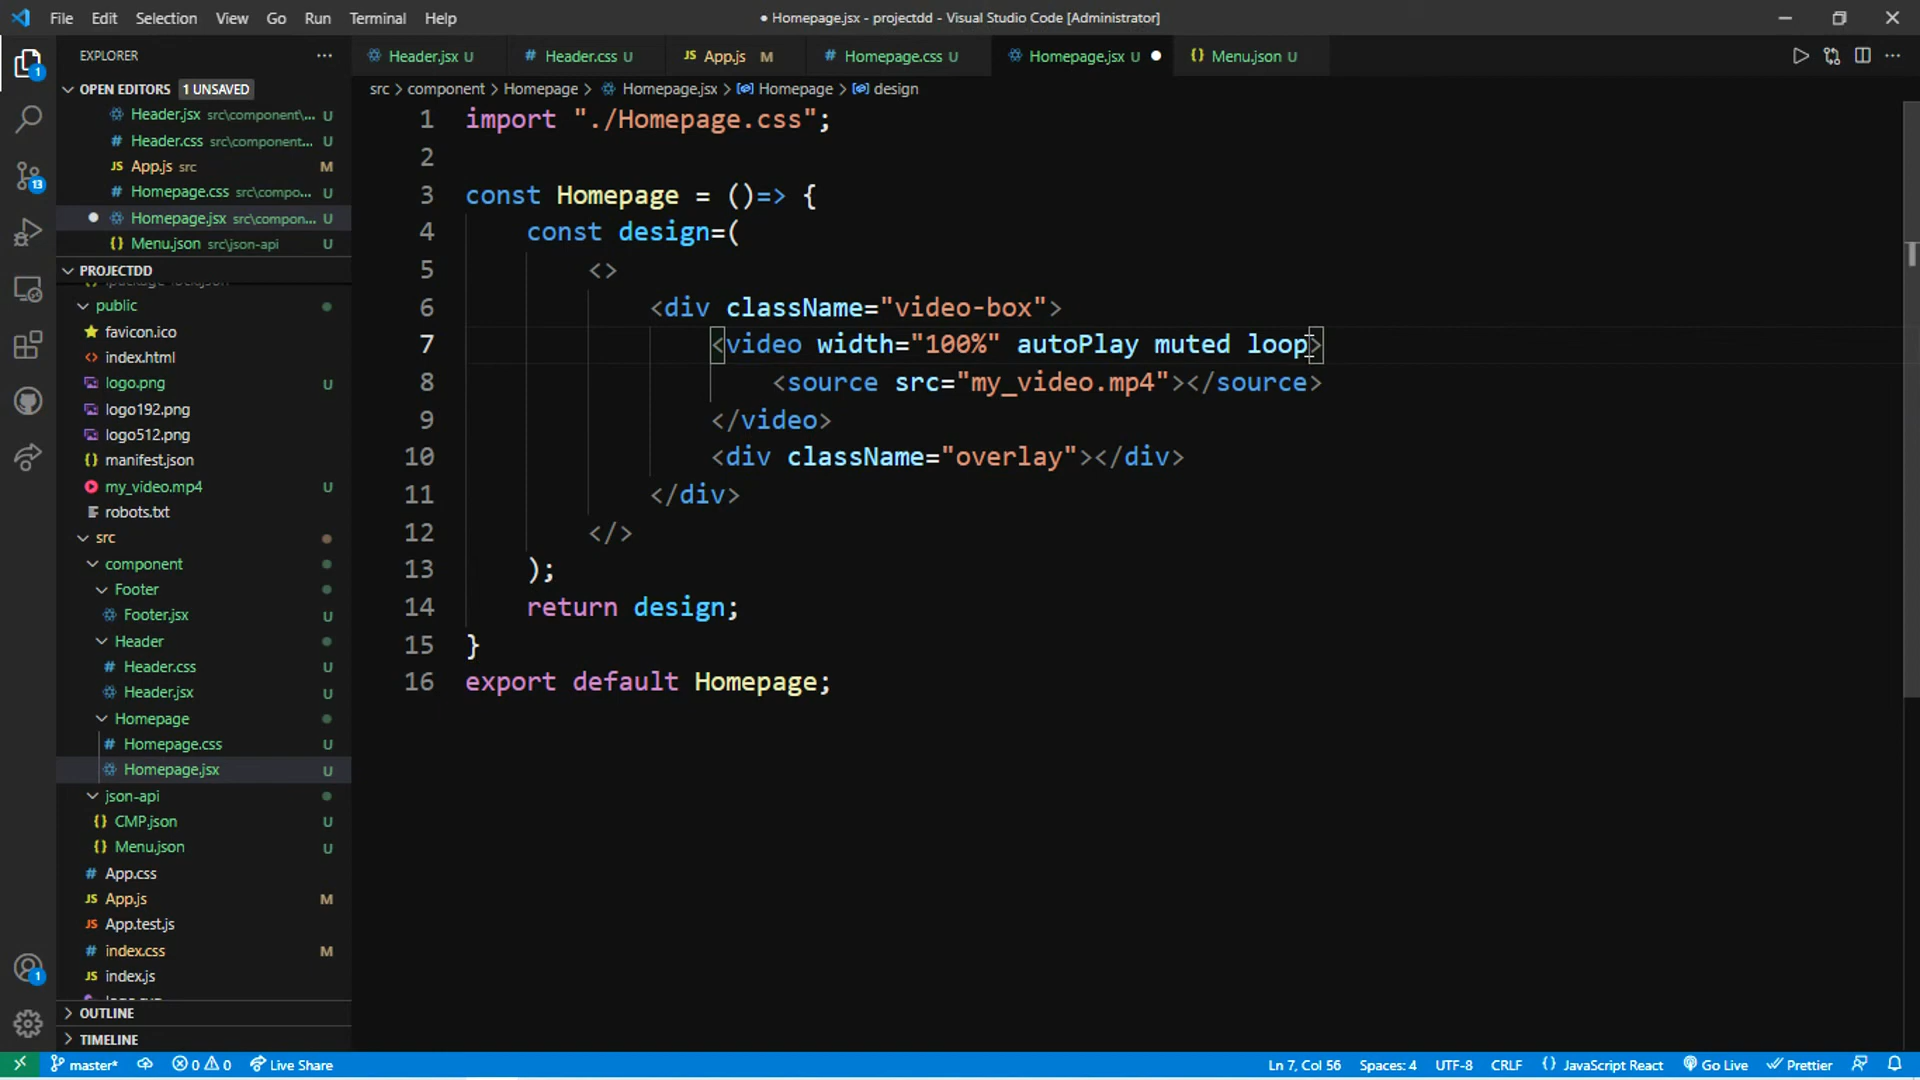 File Edit Selection View Go Run Terminal Help
● Homepage.jsx - projectdd - Visual Studio Code [Administrator]
EXPLORER
Header.jsx U
# Header.css U
JS App.js M
# Homepage.css U
Homepage.jsx U
{} Menu.json U
OPEN EDITORS 1 UNSAVED
Header.jsx src\component\... U
# Header.css src\component... U
JS App.js src M
# Homepage.css src\compo... U
Homepage.jsx src\compon... U
{} Menu.json src\json-api U
PROJECTDD
public
favicon.ico
<> index.html
logo.png U
logo192.png
logo512.png
{} manifest.json
my_video.mp4 U
robots.txt
src
component
Footer
Footer.jsx U
Header
# Header.css U
Header.jsx U
Homepage
# Homepage.css U
Homepage.jsx U
json-api
{} CMP.json U
{} Menu.json U
# App.css
JS App.js M
JS App.test.js
# index.css M
JS index.js
OUTLINE
TIMELINE
src > component > Homepage > Homepage.jsx > Homepage > design
1 import "./Homepage.css";
2
3 const Homepage = ()=> {
4 const design=(
5 <>
6 <div className="video-box">
7 <video width="100%" autoPlay muted loop>
8 <source src="my_video.mp4"></source>
9 </video>
10 <div className="overlay"></div>
11 </div>
12 </>
13 );
14 return design;
15 }
16 export default Homepage;
1
13
1
master* 0 0 Live Share
Ln 7, Col 56 Spaces: 4 UTF-8 CRLF {} JavaScript React Go Live Prettier